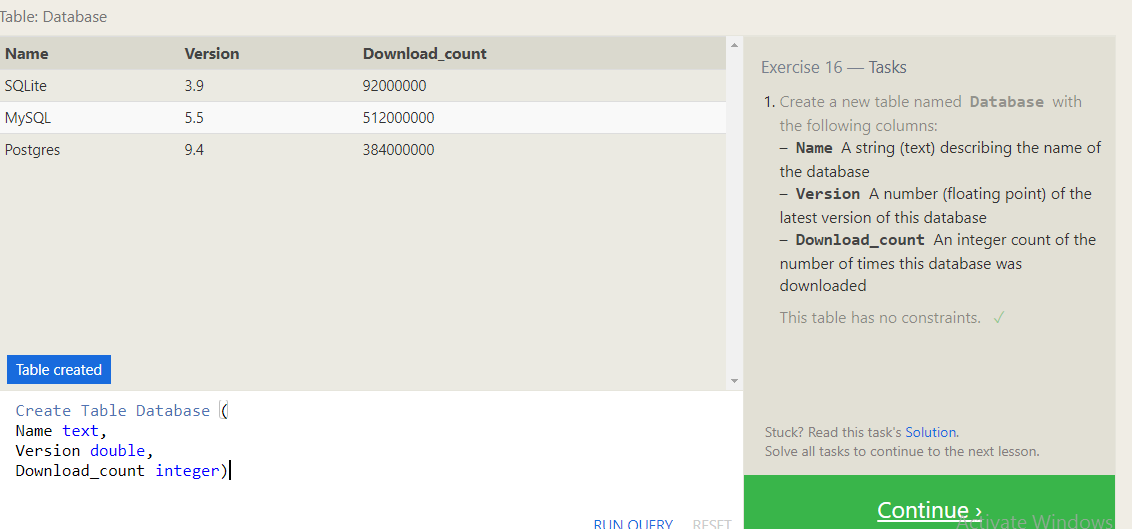 Table: Database
Name Version Download_count
SQLite 3.9 92000000
MySQL 5.5 512000000
Postgres 9.4 384000000
Table created
Create Table Database (
Name text,
Version double,
Download_count integer)
RUN QUERY RESET
Exercise 16 — Tasks
1. Create a new table named Database with
the following columns:
– Name A string (text) describing the name of
the database
– Version A number (floating point) of the
latest version of this database
– Download_count An integer count of the
number of times this database was
downloaded
This table has no constraints. ✓
Stuck? Read this task's Solution.
Solve all tasks to continue to the next lesson.
Continue ›
Activate Windows